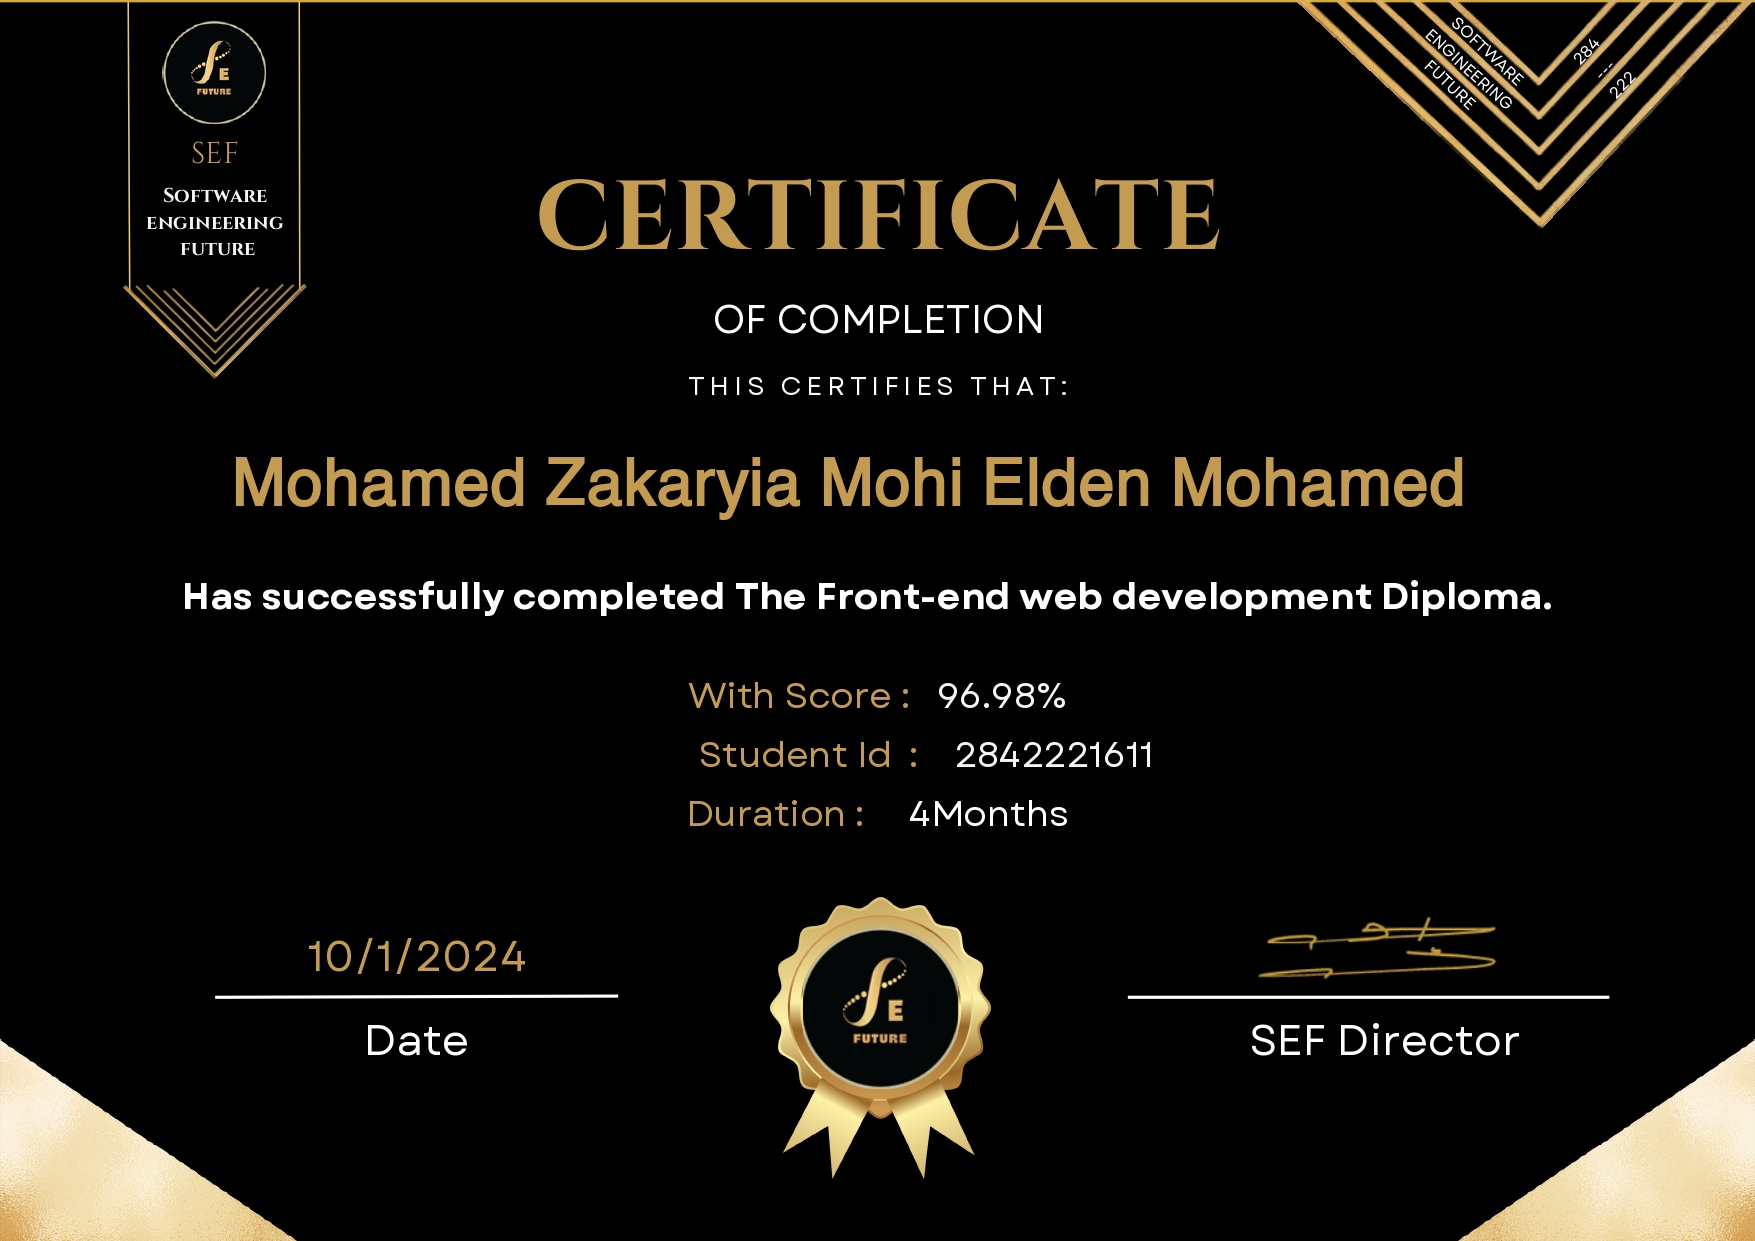 E
FUTURE
SEF
SOFTWARE
ENGINEERING
FUTURE
SOFTWARE
ENGINEERING
FUTURE
284
---
222
CERTIFICATE
OF COMPLETION
THIS CERTIFIES THAT:
Mohamed Zakaryia Mohi Elden Mohamed
Has successfully completed The Front-end web development Diploma.
With Score : 96.98%
Student Id : 2842221611
Duration : 4Months
10/1/2024
Date
E
FUTURE
SEF Director